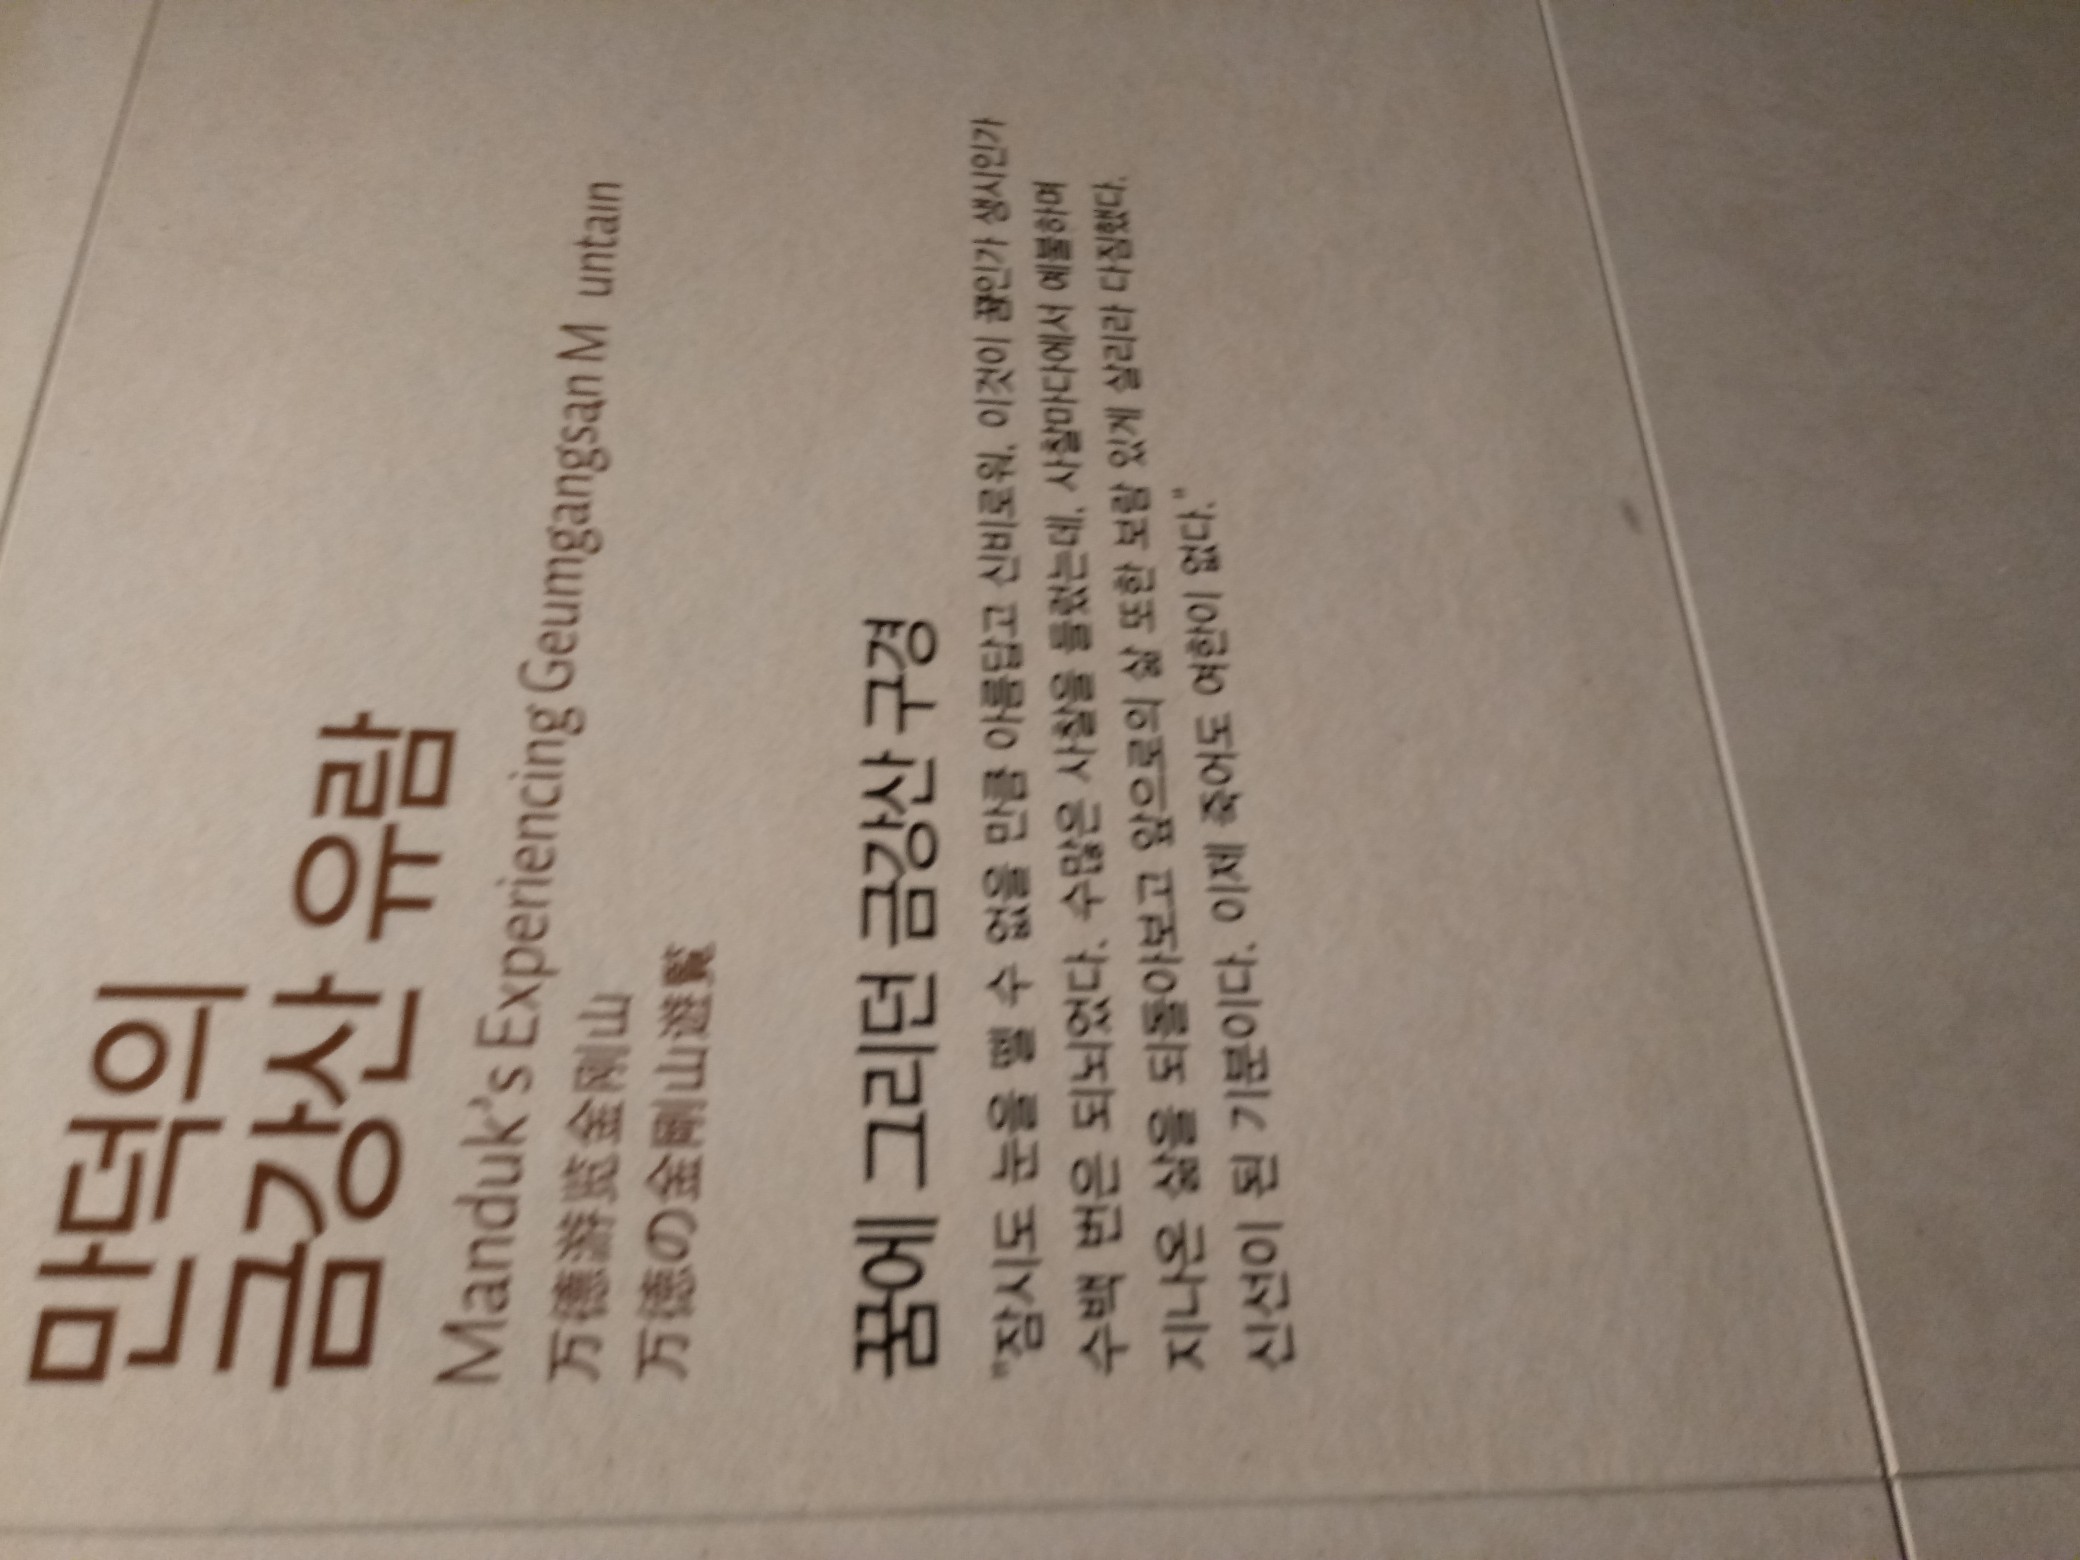 만덕의
금강산 유람
Manduk's Experiencing Geumgangsan M untain
万德游览金刚山
万徳の金剛山遊覧
꿈에 그리던 금강산 구경
"잠시도 눈을 뗄 수 없을 만큼 아름답고 신비로워, 이것이 꿈인가 생시인가
수백 번은 되뇌었다. 수많은 사찰을 들렀는데, 사찰마다에서 예불하며
지나온 삶을 되돌아보고 앞으로의 삶 또한 보람 있게 살리라 다짐했다.
신선이 된 기분이다. 이제 죽어도 여한이 없다."